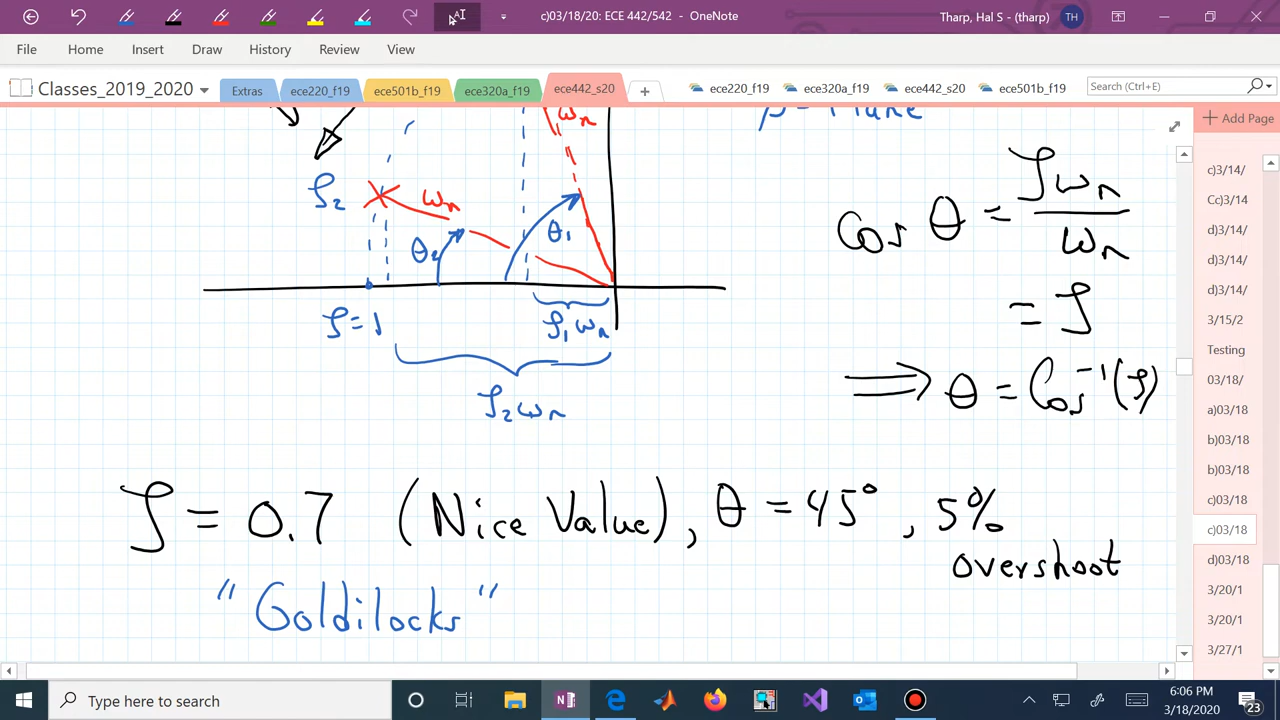 c)03/18/20: ECE 442/542 - OneNote
Tharp, Hal S - (tharp)
TH
File Home Insert Draw History Review View
Classes_2019_2020
Extras
ece220_f19
ece501b_f19
ece320a_f19
ece442_s20
ece220_f19
ece320a_f19
ece442_s20
ece501b_f19
Search (Ctrl+E)
Add Page
c)3/14/
Cc)3/14
d)3/14/
d)3/14/
d)3/14/
3/15/2
Testing
03/18/
a)03/18
b)03/18
b)03/18
c)03/18
c)03/18
d)03/18
3/20/1
3/20/1
3/27/1
ωn
ζ2
ωn
θ2
θ1
ζ=1
ζ1ωn
ζ2ωn
Cos θ = ζωn / ωn
= ζ
⟹ θ = Cos⁻¹(ζ)
ζ = 0.7 (Nice Value), θ = 45°, 5%
overshoot
"Goldilocks"
Type here to search
6:06 PM
3/18/2020
23